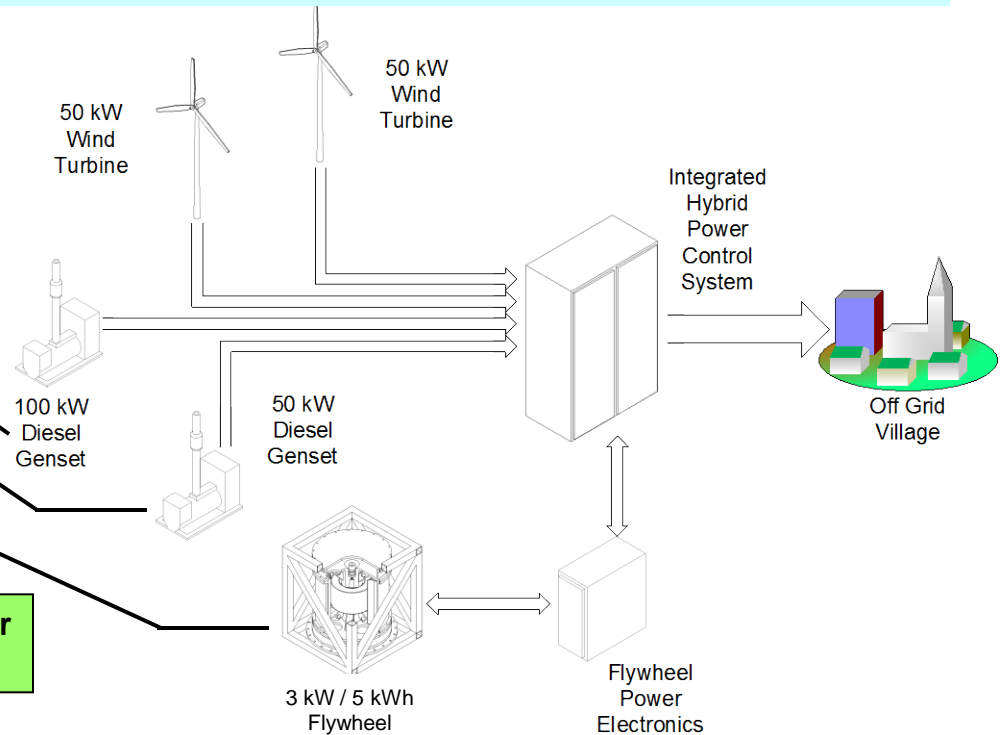 50 kW
Wind
Turbine
50 kW
Wind
Turbine
Integrated
Hybrid
Power
Control
System
100 kW
Diesel
Genset
50 kW
Diesel
Genset
Off Grid
Village
r
3 kW / 5 kWh
Flywheel
Flywheel
Power
Electronics